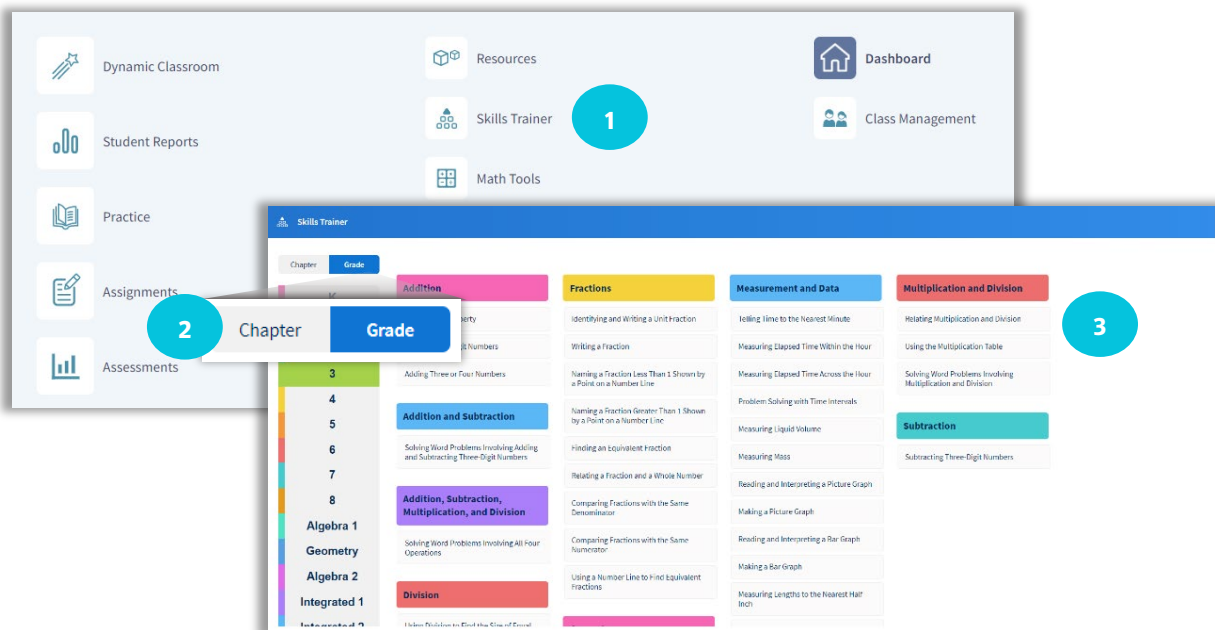 Dynamic Classroom
Student Reports
Practice
Assignments
Assessments
Resources
Skills Trainer
1
Math Tools
Dashboard
Class Management
Skills Trainer
Chapter Grade
2
Chapter Grade
K
3
4
5
6
7
8
Algebra 1
Geometry
Algebra 2
Integrated 1
Integrated 2
Addition
Adding Three or Four Numbers
Addition and Subtraction
Solving Word Problems Involving Adding
and Subtracting Three-Digit Numbers
Addition, Subtraction,
Multiplication, and Division
Solving Word Problems Involving All Four
Operations
Division
Using Division to Find the Size of Equal
Fractions
Identifying and Writing a Unit Fraction
Writing a Fraction
Naming a Fraction Less Than 1 Shown by
a Point on a Number Line
Naming a Fraction Greater Than 1 Shown
by a Point on a Number Line
Finding an Equivalent Fraction
Relating a Fraction and a Whole Number
Comparing Fractions with the Same
Denominator
Comparing Fractions with the Same
Numerator
Using a Number Line to Find Equivalent
Fractions
Measurement and Data
Telling Time to the Nearest Minute
Measuring Elapsed Time Within the Hour
Measuring Elapsed Time Across the Hour
Problem Solving with Time Intervals
Measuring Liquid Volume
Measuring Mass
Reading and Interpreting a Picture Graph
Making a Picture Graph
Reading and Interpreting a Bar Graph
Making a Bar Graph
Measuring Lengths to the Nearest Half
Inch
Multiplication and Division
Relating Multiplication and Division
Using the Multiplication Table
Solving Word Problems Involving
Multiplication and Division
Subtraction
Subtracting Three-Digit Numbers
3